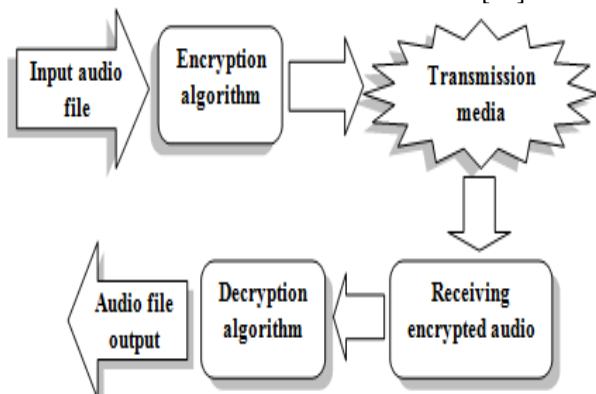 Input audio
file
Encryption
algorithm
Transmission
media
Audio file
output
Decryption
algorithm
Receiving
encrypted audio